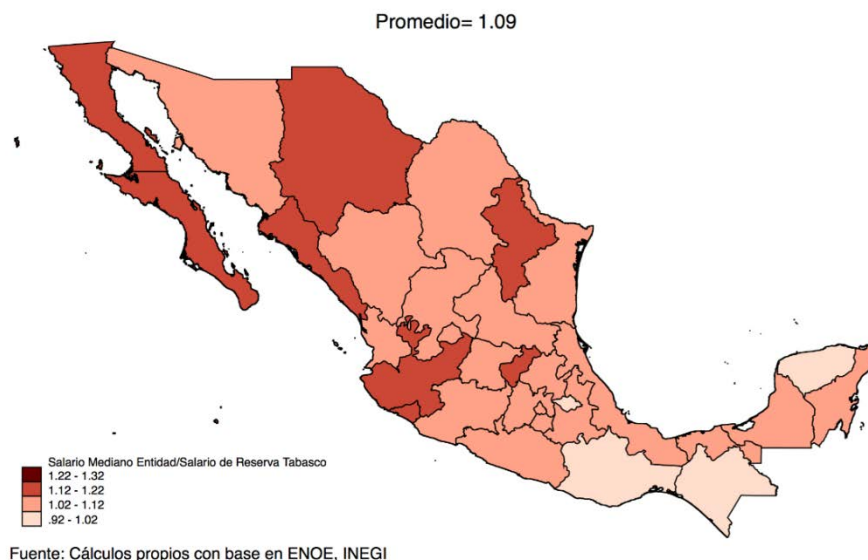 Promedio= 1.09
Salario Mediano Entidad/Salario de Reserva Tabasco
1.22 - 1.32
1.12 - 1.22
1.02 - 1.12
.92 - 1.02
Fuente: Cálculos propios con base en ENOE, INEGI